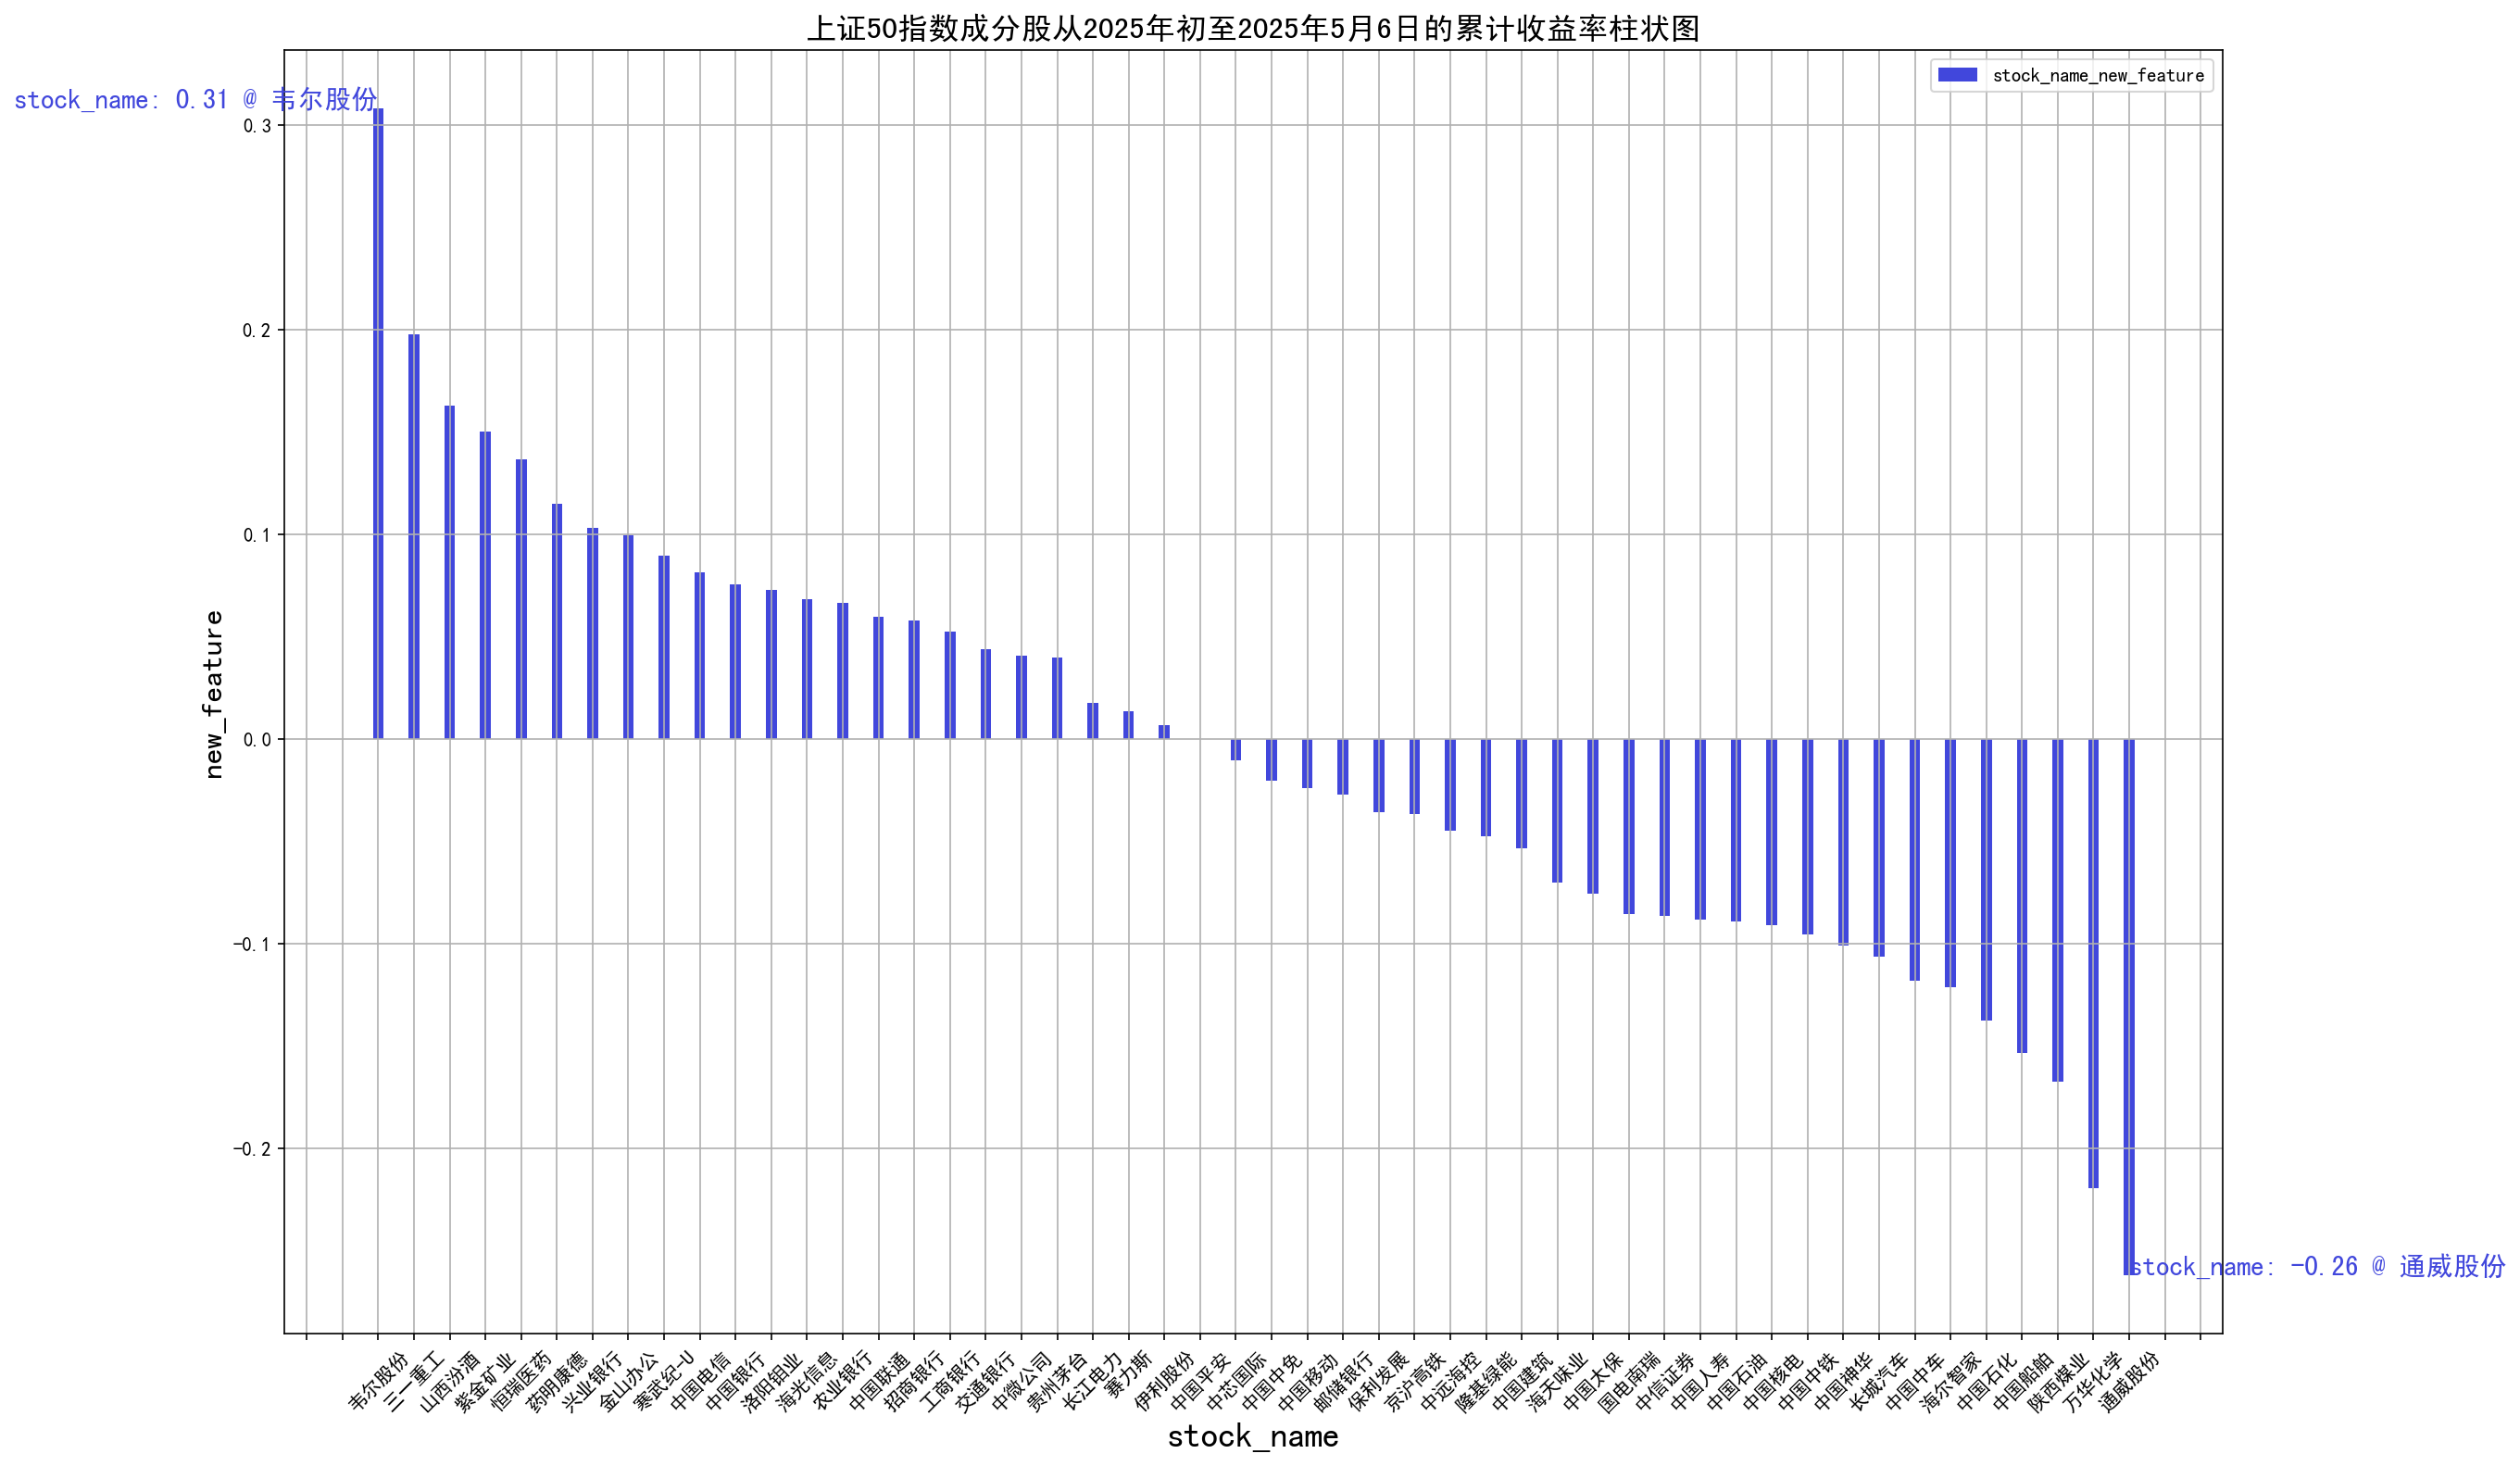 上证50指数成分股从2025年初至2025年5月6日的累计收益率柱状图
stock_name_new_feature
stock_name: 0.31 @ 韦尔股份
0.3
0.2
0.1
0.0
-0.1
-0.2
new_feature
stock_name: -0.26 @ 通威股份
韦尔股份
三一重工
山西汾酒
紫金矿业
恒瑞医药
药明康德
兴业银行
金山办公
寒武纪-U
中国电信
中国银行
洛阳钼业
海光信息
农业银行
中国联通
招商银行
工商银行
交通银行
中微公司
贵州茅台
长江电力
赛力斯
伊利股份
中国平安
中芯国际
中国中免
中国移动
邮储银行
保利发展
京沪高铁
中远海控
隆基绿能
中国建筑
海天味业
中国太保
国电南瑞
中信证券
中国人寿
中国石油
中国核电
中国中铁
中国神华
长城汽车
中国中车
海尔智家
中国石化
中国船舶
陕西煤业
万华化学
通威股份
stock_name